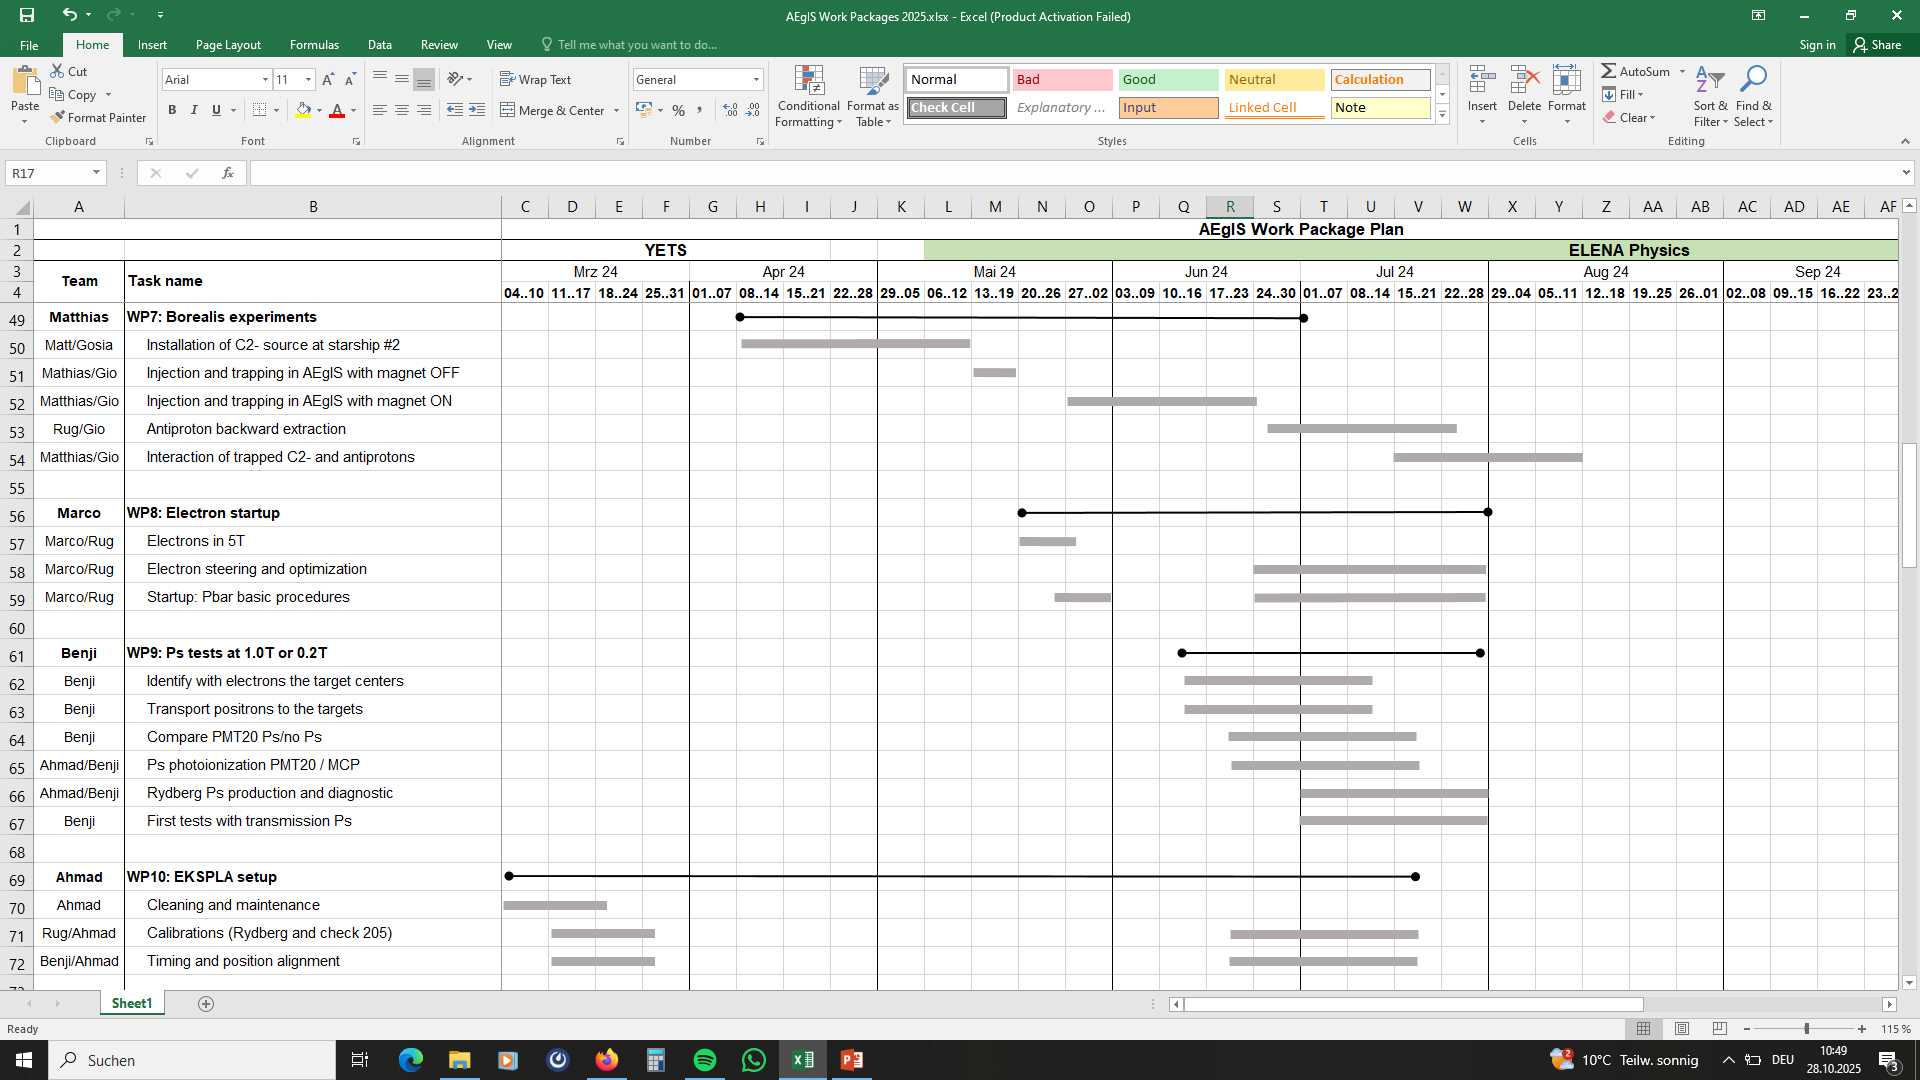 AEgIS Work Packages 2025.xlsx - Excel (Product Activation Failed)
File Home Insert Page Layout Formulas Data Review View Tell me what you want to do... Sign in Share
Paste Cut Copy Format Painter
Clipboard
Arial 11
B I U
Font
Wrap Text
Merge & Center
Alignment
General
Number
Conditional Formatting Format as Table
Normal Bad Good Neutral Calculation
Check Cell Explanatory ... Input Linked Cell Note
Styles
Insert Delete Format
Cells
AutoSum Fill Clear Sort & Filter Find & Select
Editing
R17 fx
A B C D E F G H I J K L M N O P Q R S T U V W X Y Z AA AB AC AD AE AF
1 AEgIS Work Package Plan
2 YETS ELENA Physics
3 Team Task name Mrz 24 Apr 24 Mai 24 Jun 24 Jul 24 Aug 24 Sep 24
4 04..10 11..17 18..24 25..31 01..07 08..14 15..21 22..28 29..05 06..12 13..19 20..26 27..02 03..09 10..16 17..23 24..30 01..07 08..14 15..21 22..28 29..04 05..11 12..18 19..25 26..01 02..08 09..15 16..22 23..2
49 Matthias WP7: Borealis experiments
50 Matt/Gosia Installation of C2- source at starship #2
51 Mathias/Gio Injection and trapping in AEgIS with magnet OFF
52 Matthias/Gio Injection and trapping in AEgIS with magnet ON
53 Rug/Gio Antiproton backward extraction
54 Matthias/Gio Interaction of trapped C2- and antiprotons
55
56 Marco WP8: Electron startup
57 Marco/Rug Electrons in 5T
58 Marco/Rug Electron steering and optimization
59 Marco/Rug Startup: Pbar basic procedures
60
61 Benji WP9: Ps tests at 1.0T or 0.2T
62 Benji Identify with electrons the target centers
63 Benji Transport positrons to the targets
64 Benji Compare PMT20 Ps/no Ps
65 Ahmad/Benji Ps photoionization PMT20 / MCP
66 Ahmad/Benji Rydberg Ps production and diagnostic
67 Benji First tests with transmission Ps
68
69 Ahmad WP10: EKSPLA setup
70 Ahmad Cleaning and maintenance
71 Rug/Ahmad Calibrations (Rydberg and check 205)
72 Benji/Ahmad Timing and position alignment
Sheet1
Ready 115 %
Suchen 10°C Teilw. sonnig DEU 10:49
28.10.2025